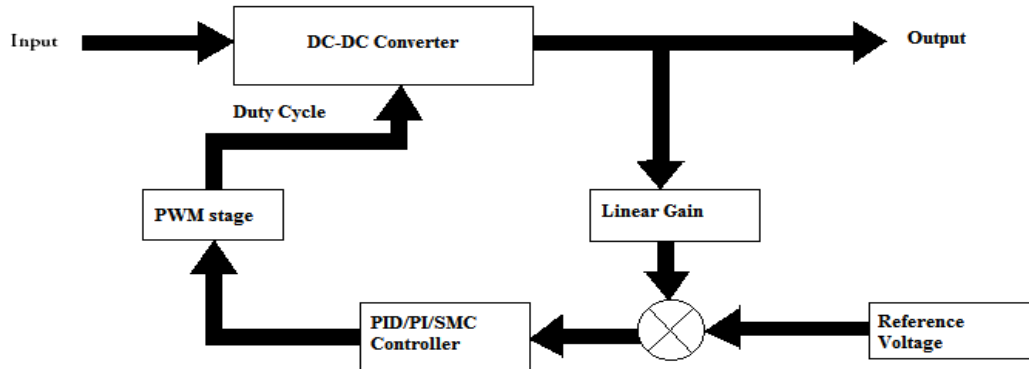 Input
DC-DC Converter
Output
Duty Cycle
PWM stage
Linear Gain
PID/PI/SMC
Controller
Reference
Voltage